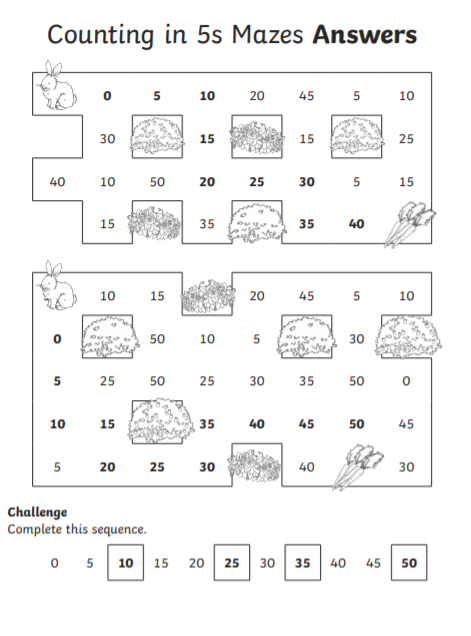 Counting in 5s Mazes Answers
0 5 10 20 45 5 10
30 15 15 25
40 10 50 20 25 30 5 15
15 35 35 40
10 15 20 45 5 10
0 50 10 5 30
5 25 50 25 30 35 50 0
10 15 35 40 45 50 45
5 20 25 30 40 30
Challenge
Complete this sequence.
0 5 10 15 20 25 30 35 40 45 50